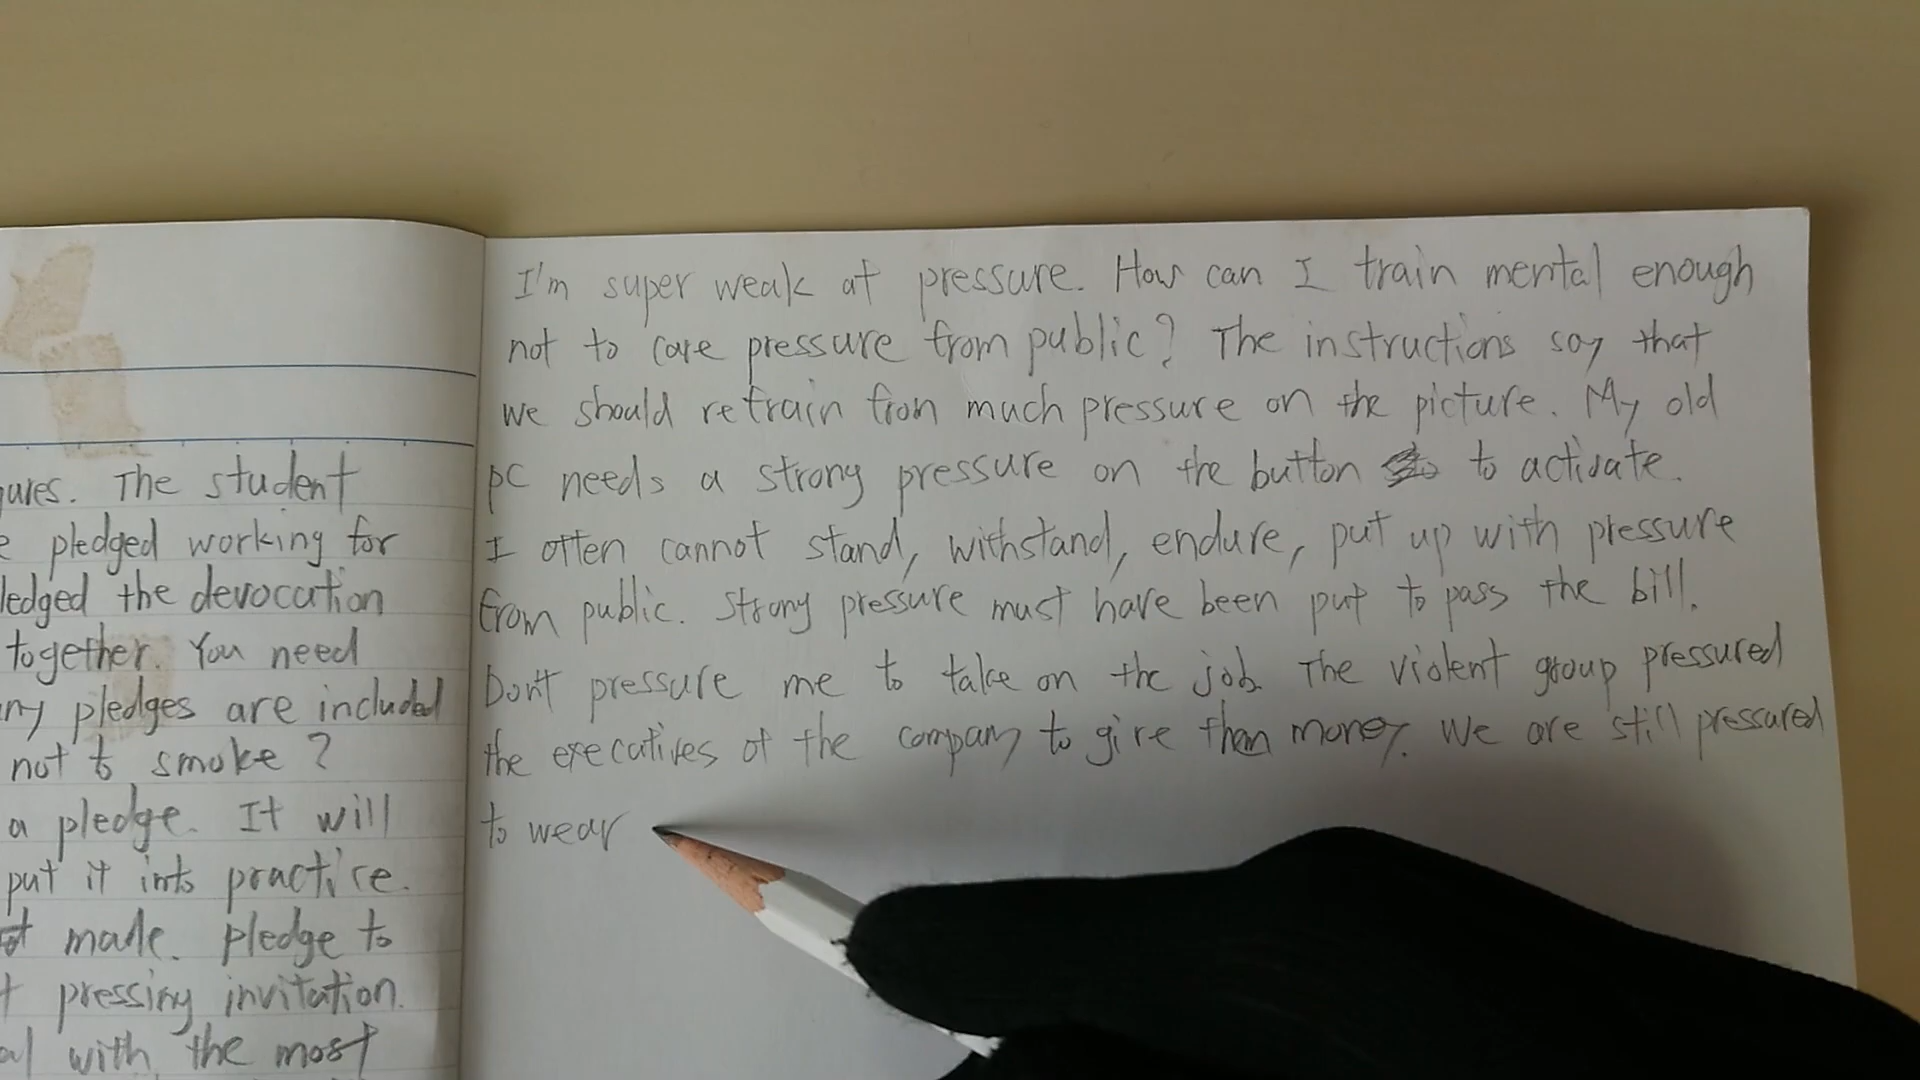 ures. The student
pledged working for
ledged the devocation
together. You need
my pledges are included
not to smoke?
a pledge. It will
put it into practice.
made. pledge to
pressing invitation.
with the most
I'm super weak at pressure. How can I train mental enough
not to care pressure from public? The instructions say that
we should refrain from much pressure on the picture. My old
pc needs a strong pressure on the button to activate.
I often cannot stand, withstand, endure, put up with pressure
from public. Strong pressure must have been put to pass the bill.
Don't pressure me to take on the job. The violent group pressured
the executives of the company to give them money. We are still pressured
to wear